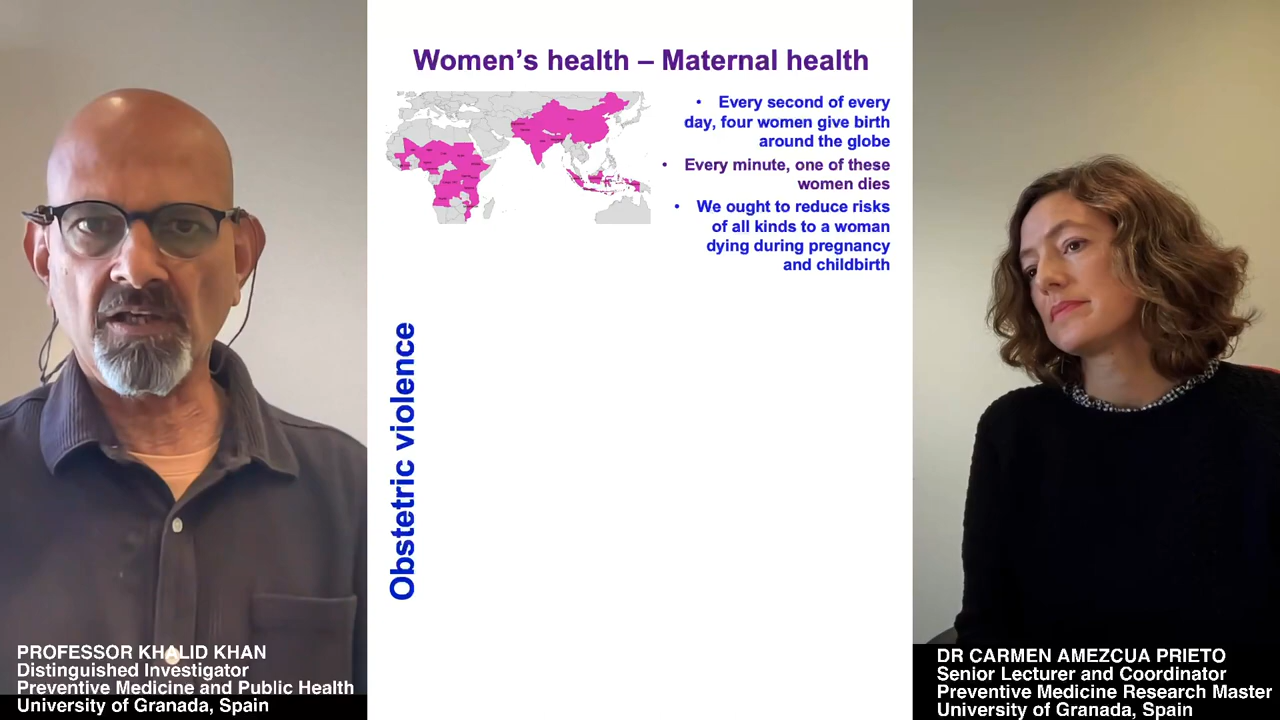 Women's health – Maternal health
• Every second of every
day, four women give birth
around the globe
• Every minute, one of these
women dies
• We ought to reduce risks
of all kinds to a woman
dying during pregnancy
and childbirth
Obstetric violence
PROFESSOR KHALID KHAN
Distinguished Investigator
Preventive Medicine and Public Health
University of Granada, Spain
DR CARMEN AMEZCUA PRIETO
Senior Lecturer and Coordinator
Preventive Medicine Research Master
University of Granada, Spain